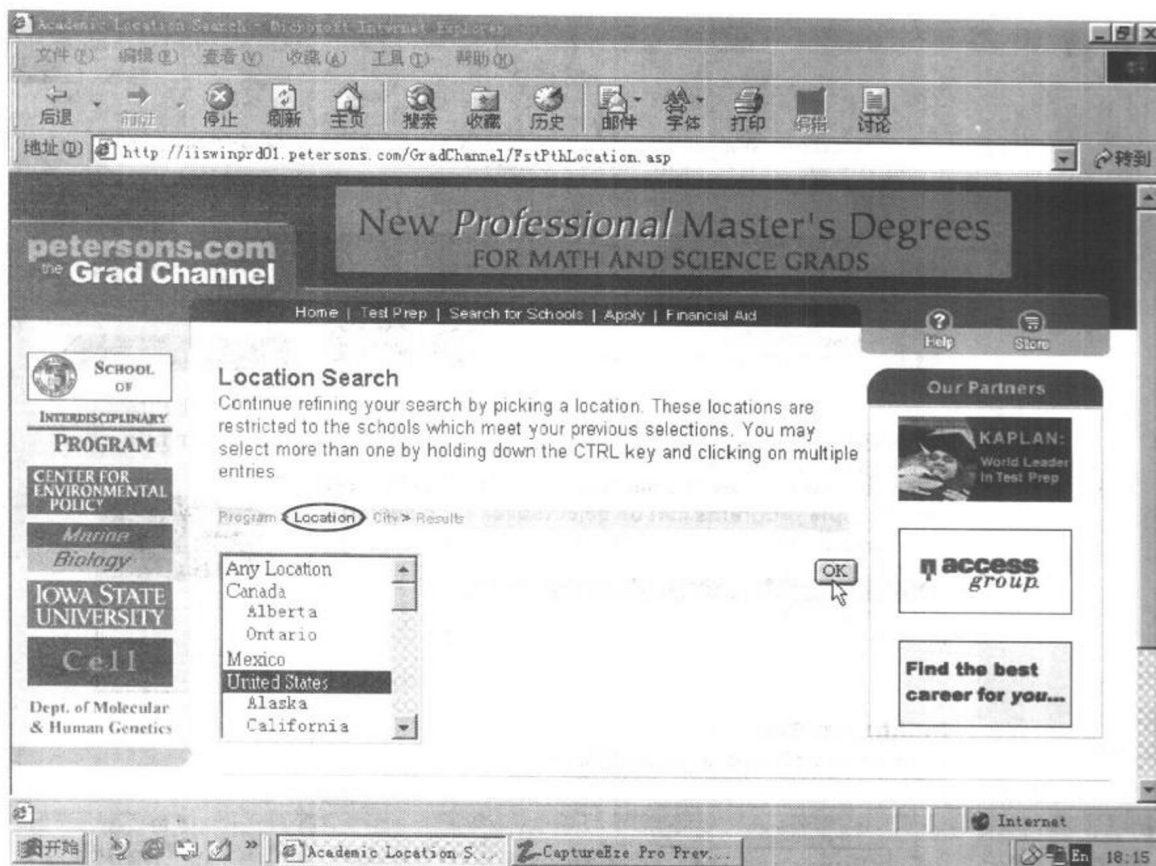 Academic Location Search - Microsoft Internet Explorer
文件(F) 编辑(E) 查看(V) 收藏(A) 工具(T) 帮助(H)
后退 前进 停止 刷新 主页 搜索 收藏 历史 邮件 字体 打印 编辑 讨论
地址(D) http://iiswinprd01.petersons.com/GradChannel/FstPthLocation.asp 转到
New Professional Master's Degrees
FOR MATH AND SCIENCE GRADS
petersons.com
the Grad Channel
Home | Test Prep | Search for Schools | Apply | Financial Aid
Help Store
SCHOOL
OF
INTERDISCIPLINARY
PROGRAM
CENTER FOR
ENVIRONMENTAL
POLICY
Marine
Biology
IOWA STATE
UNIVERSITY
Cell
Dept. of Molecular
& Human Genetics
Location Search
Continue refining your search by picking a location. These locations are
restricted to the schools which meet your previous selections. You may
select more than one by holding down the CTRL key and clicking on multiple
entries.
Program > Location > City > Results
Any Location
Canada
Alberta
Ontario
Mexico
United States
Alaska
California
OK
Our Partners
KAPLAN:
World Leader
In Test Prep
access
group
Find the best
career for you...
Internet
开始 » Academic Location S... CaptureEze Pro Prev... En 18:15